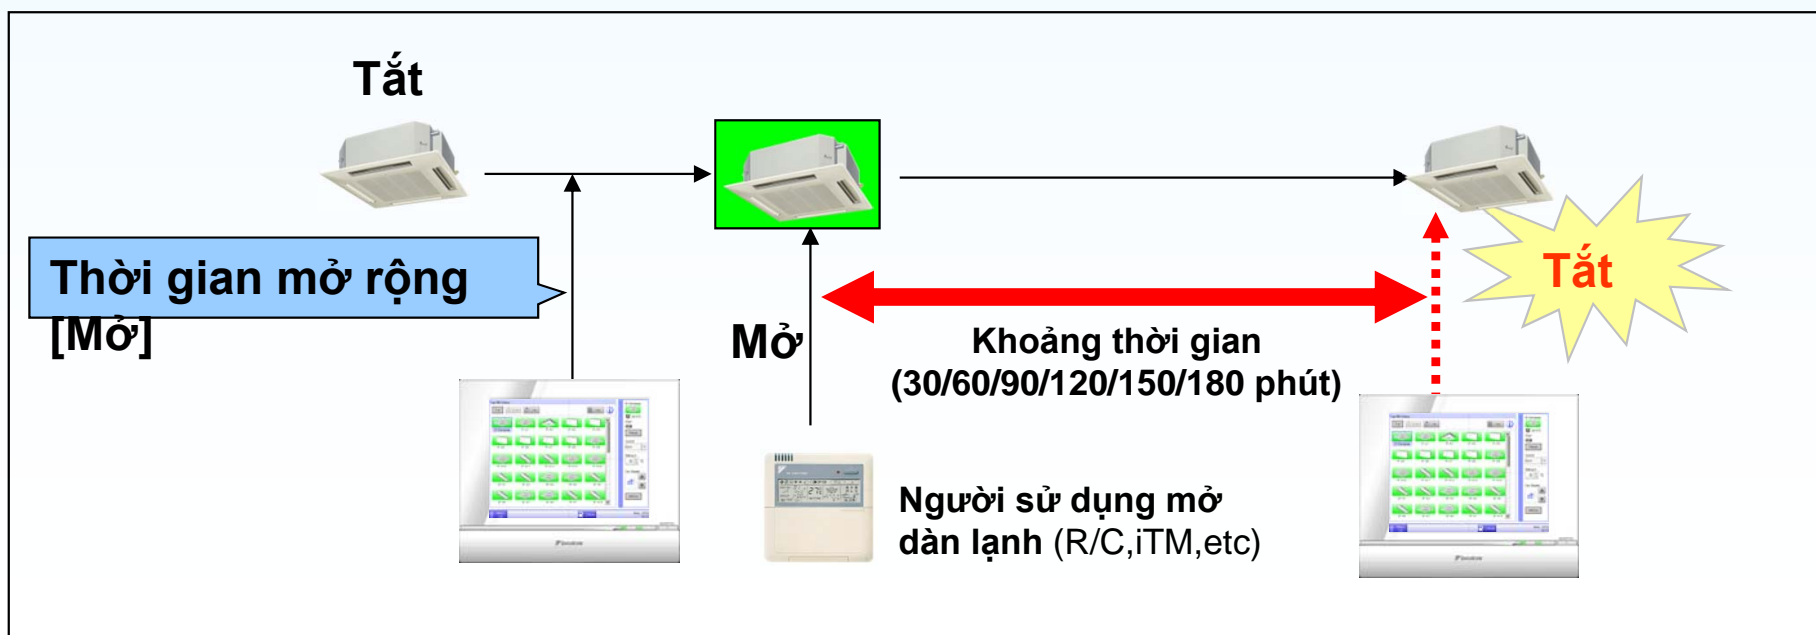 Tắt
Thời gian mở rộng
[Mở]
Mở
Khoảng thời gian
(30/60/90/120/150/180 phút)
Tắt
Người sử dụng mở
dàn lạnh (R/C,iTM,etc)